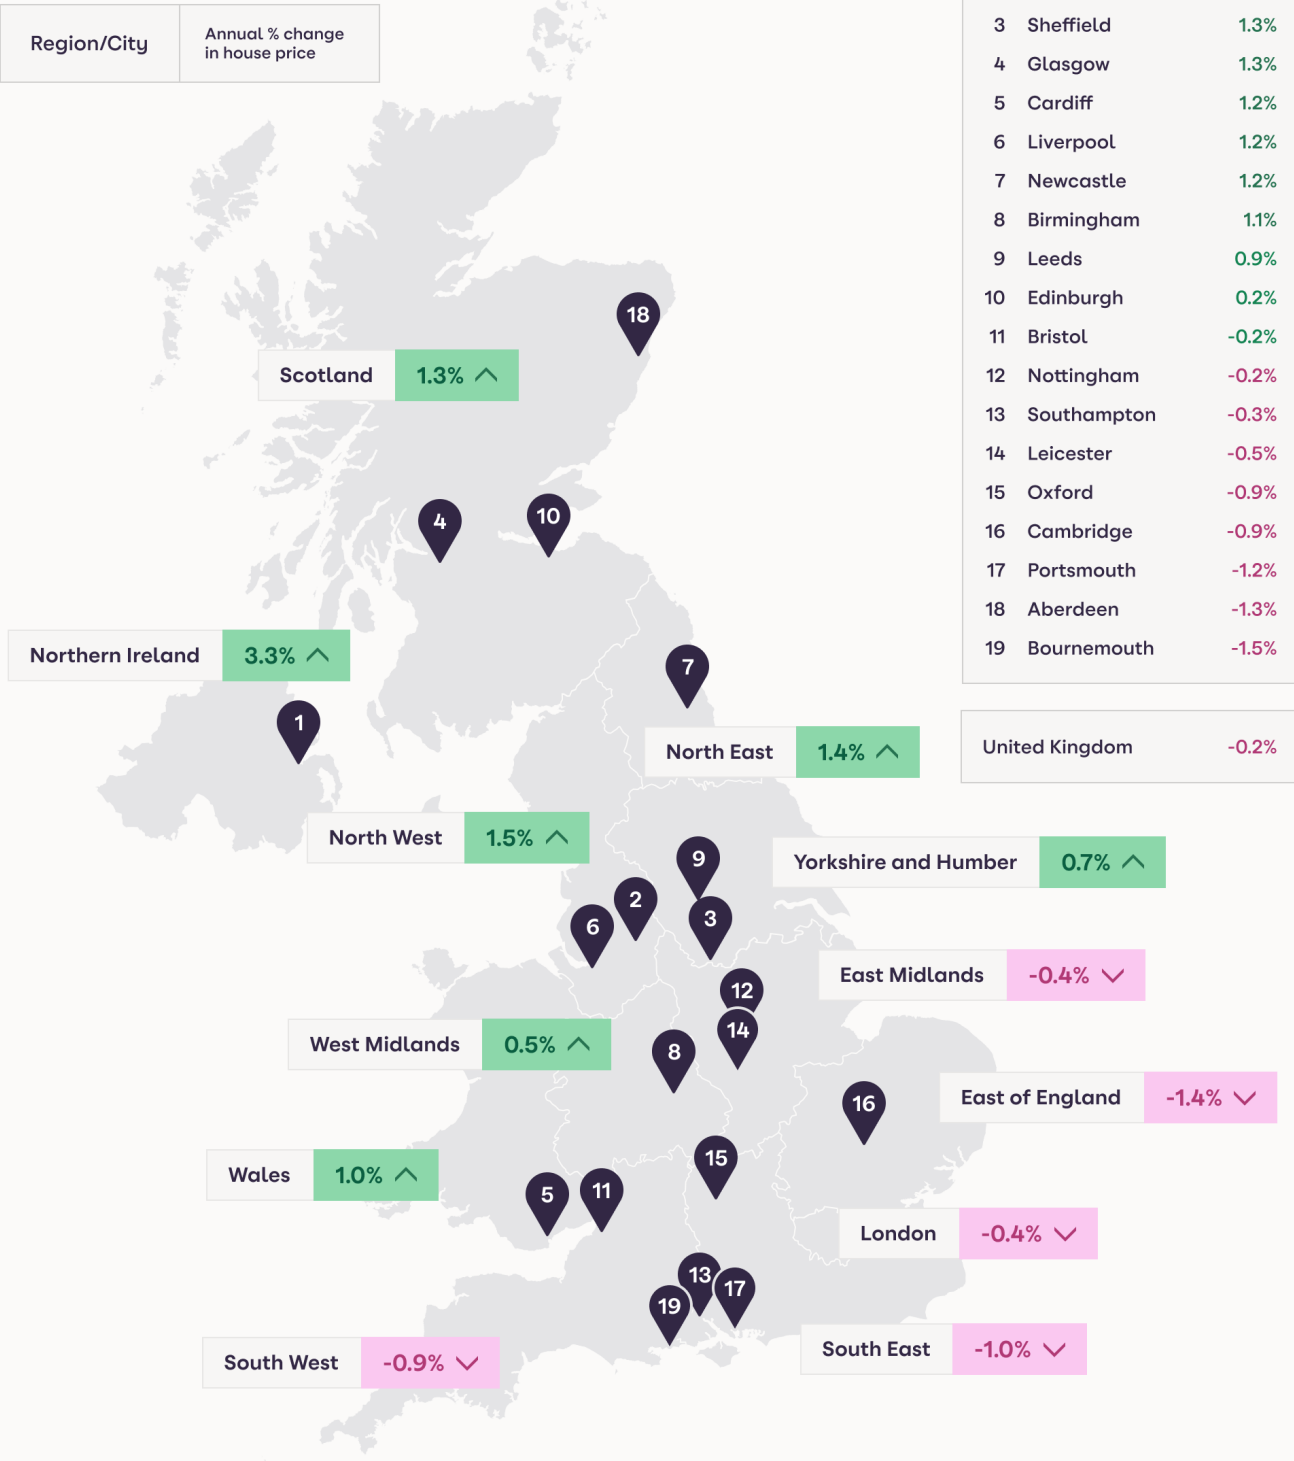 Region/City
Annual % change
in house price
3 Sheffield 1.3%
4 Glasgow 1.3%
5 Cardiff 1.2%
6 Liverpool 1.2%
7 Newcastle 1.2%
8 Birmingham 1.1%
9 Leeds 0.9%
10 Edinburgh 0.2%
11 Bristol -0.2%
12 Nottingham -0.2%
13 Southampton -0.3%
14 Leicester -0.5%
15 Oxford -0.9%
16 Cambridge -0.9%
17 Portsmouth -1.2%
18 Aberdeen -1.3%
19 Bournemouth -1.5%
United Kingdom -0.2%
18
Scotland 1.3%
4
10
Northern Ireland 3.3%
7
1
North East 1.4%
North West 1.5%
9
Yorkshire and Humber 0.7%
2
6
3
East Midlands -0.4%
12
14
West Midlands 0.5%
8
16
East of England -1.4%
15
Wales 1.0%
5
11
London -0.4%
13
17
19
South East -1.0%
South West -0.9%